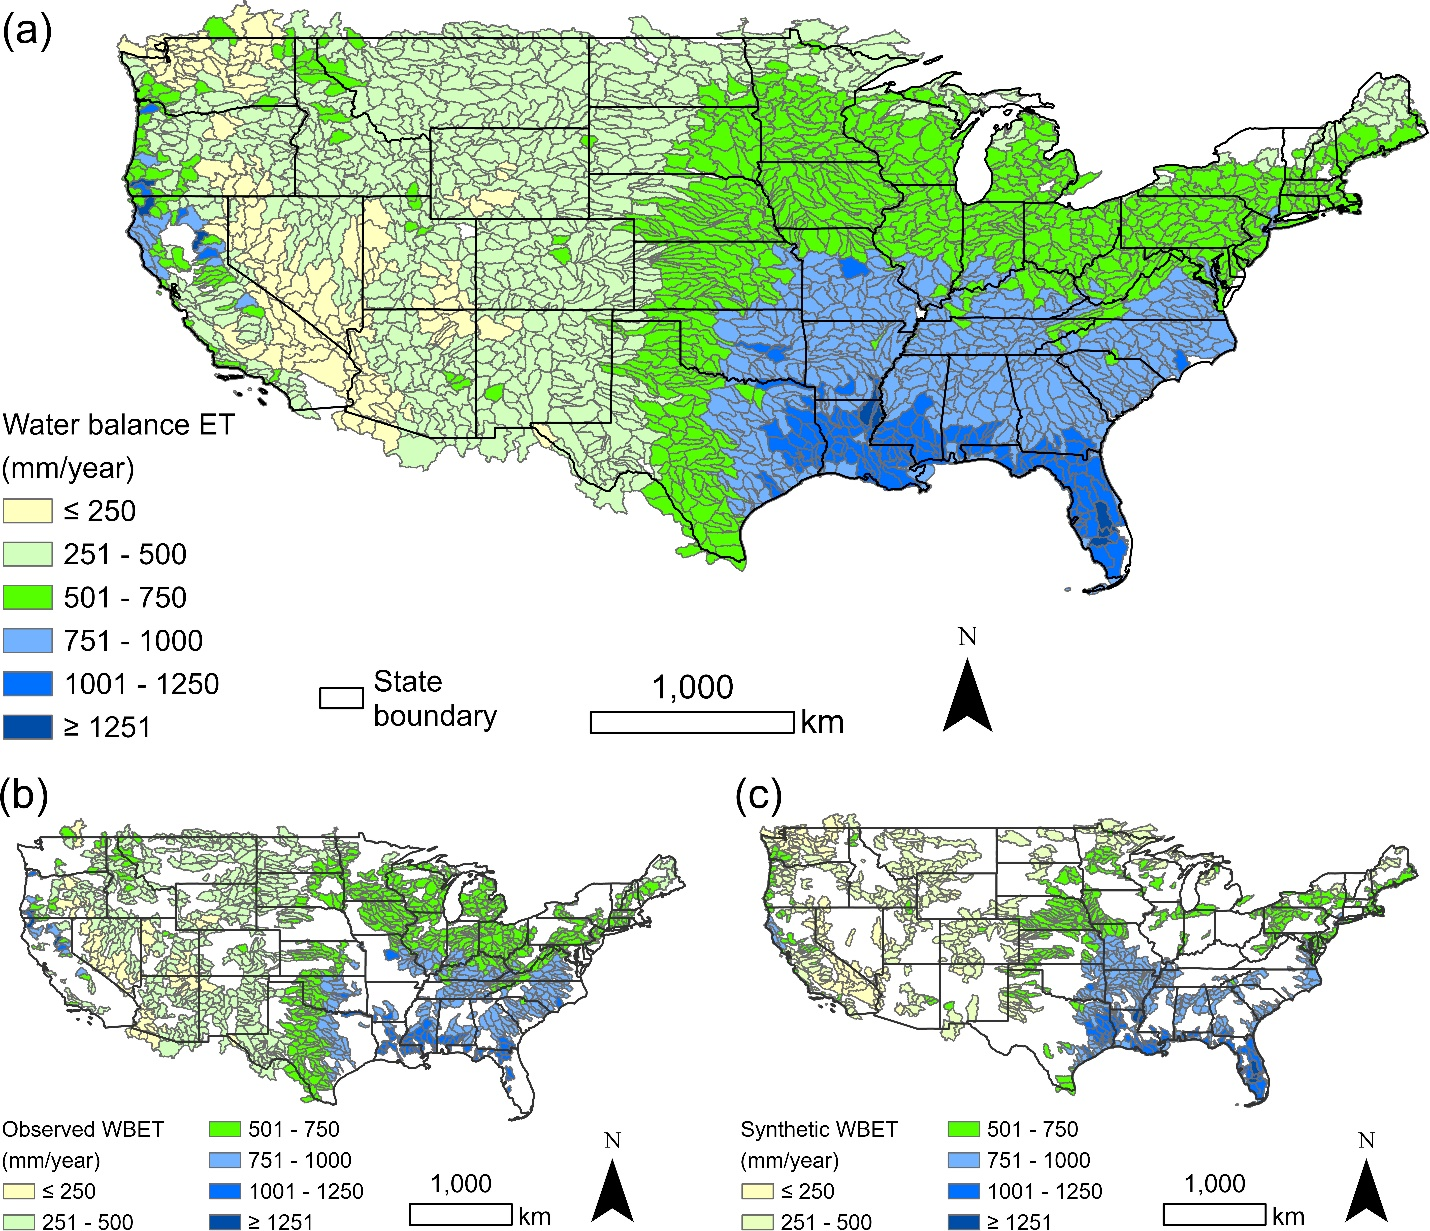 (a)
Water balance ET
(mm/year)
≤ 250
251 - 500
501 - 750
751 - 1000
1001 - 1250
≥ 1251
State
boundary
1,000
km
N
(b)
Observed WBET
(mm/year)
≤ 250
251 - 500
501 - 750
751 - 1000
1001 - 1250
≥ 1251
1,000
km
N
(c)
Synthetic WBET
(mm/year)
≤ 250
251 - 500
501 - 750
751 - 1000
1001 - 1250
≥ 1251
1,000
km
N